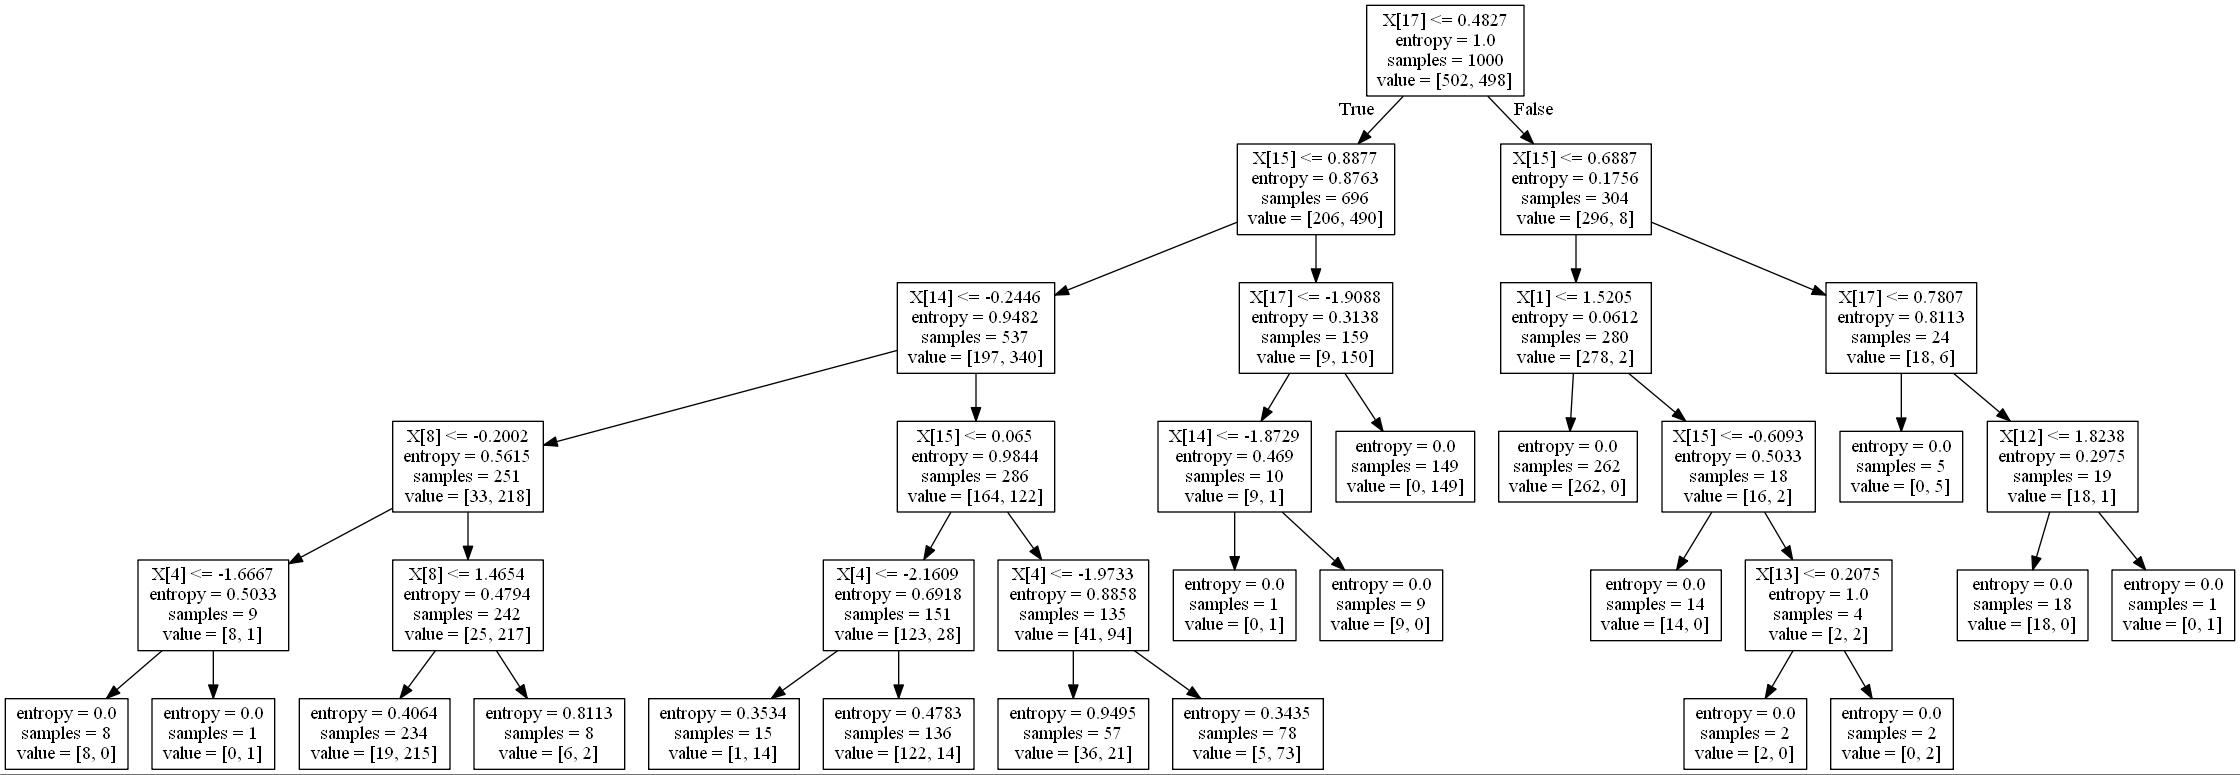 X[17] <= 0.4827
entropy = 1.0
samples = 1000
value = [502, 498]
True
False
X[15] <= 0.8877
entropy = 0.8763
samples = 696
value = [206, 490]
X[15] <= 0.6887
entropy = 0.1756
samples = 304
value = [296, 8]
X[14] <= -0.2446
entropy = 0.9482
samples = 537
value = [197, 340]
X[17] <= -1.9088
entropy = 0.3138
samples = 159
value = [9, 150]
X[1] <= 1.5205
entropy = 0.0612
samples = 280
value = [278, 2]
X[17] <= 0.7807
entropy = 0.8113
samples = 24
value = [18, 6]
X[8] <= -0.2002
entropy = 0.5615
samples = 251
value = [33, 218]
X[15] <= 0.065
entropy = 0.9844
samples = 286
value = [164, 122]
X[14] <= -1.8729
entropy = 0.469
samples = 10
value = [9, 1]
entropy = 0.0
samples = 149
value = [0, 149]
entropy = 0.0
samples = 262
value = [262, 0]
X[15] <= -0.6093
entropy = 0.5033
samples = 18
value = [16, 2]
entropy = 0.0
samples = 5
value = [0, 5]
X[12] <= 1.8238
entropy = 0.2975
samples = 19
value = [18, 1]
X[4] <= -1.6667
entropy = 0.5033
samples = 9
value = [8, 1]
X[8] <= 1.4654
entropy = 0.4794
samples = 242
value = [25, 217]
X[4] <= -2.1609
entropy = 0.6918
samples = 151
value = [123, 28]
X[4] <= -1.9733
entropy = 0.8858
samples = 135
value = [41, 94]
entropy = 0.0
samples = 1
value = [0, 1]
entropy = 0.0
samples = 9
value = [9, 0]
entropy = 0.0
samples = 14
value = [14, 0]
X[13] <= 0.2075
entropy = 1.0
samples = 4
value = [2, 2]
entropy = 0.0
samples = 18
value = [18, 0]
entropy = 0.0
samples = 1
value = [0, 1]
entropy = 0.0
samples = 8
value = [8, 0]
entropy = 0.0
samples = 1
value = [0, 1]
entropy = 0.4064
samples = 234
value = [19, 215]
entropy = 0.8113
samples = 8
value = [6, 2]
entropy = 0.3534
samples = 15
value = [1, 14]
entropy = 0.4783
samples = 136
value = [122, 14]
entropy = 0.9495
samples = 57
value = [36, 21]
entropy = 0.3435
samples = 78
value = [5, 73]
entropy = 0.0
samples = 2
value = [2, 0]
entropy = 0.0
samples = 2
value = [0, 2]